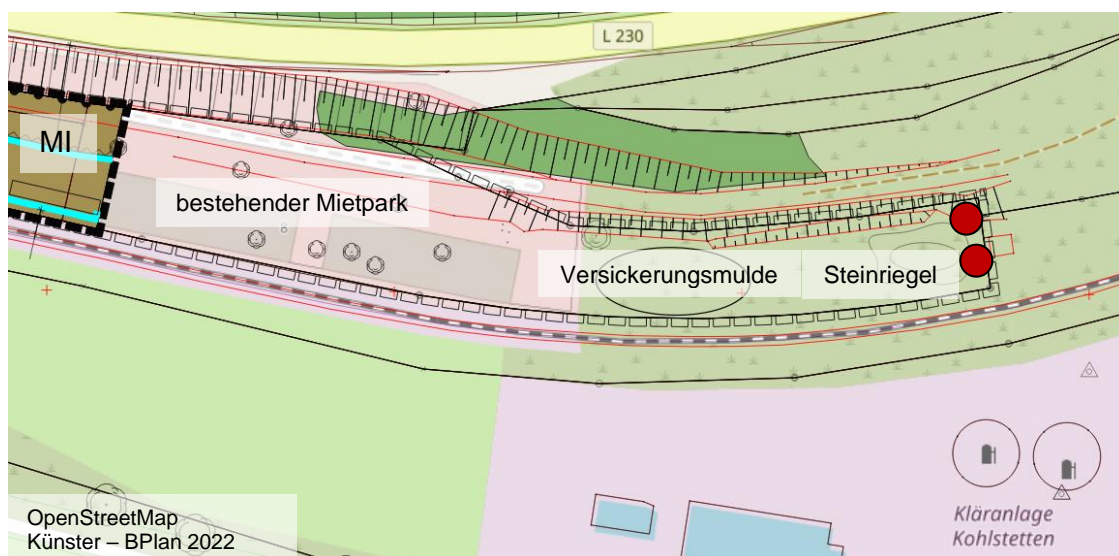 L 230
MI
bestehender Mietpark
Versickerungsmulde
Steinriegel
Kläranlage
Kohlstetten
OpenStreetMap
Künster – BPlan 2022